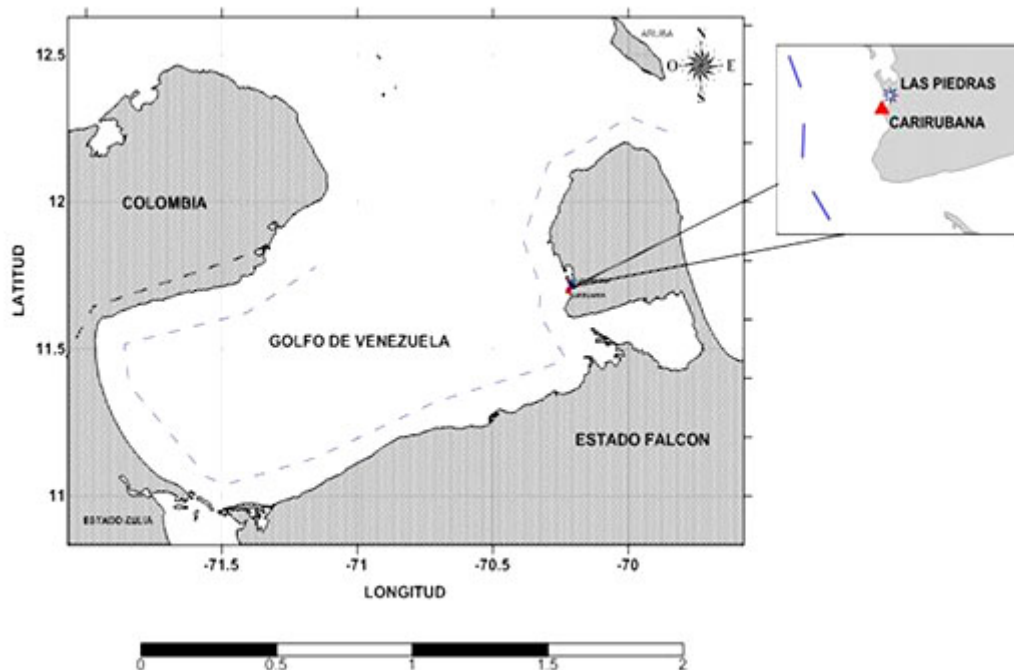 12.5
12
11.5
11
LATITUD
-71.5
-71
-70.5
-70
LONGITUD
ARUBA
N
O
E
S
COLOMBIA
GOLFO DE VENEZUELA
ESTADO FALCON
ESTADO ZULIA
LAS PIEDRAS
CARIRUBANA
0
0.5
1
1.5
2